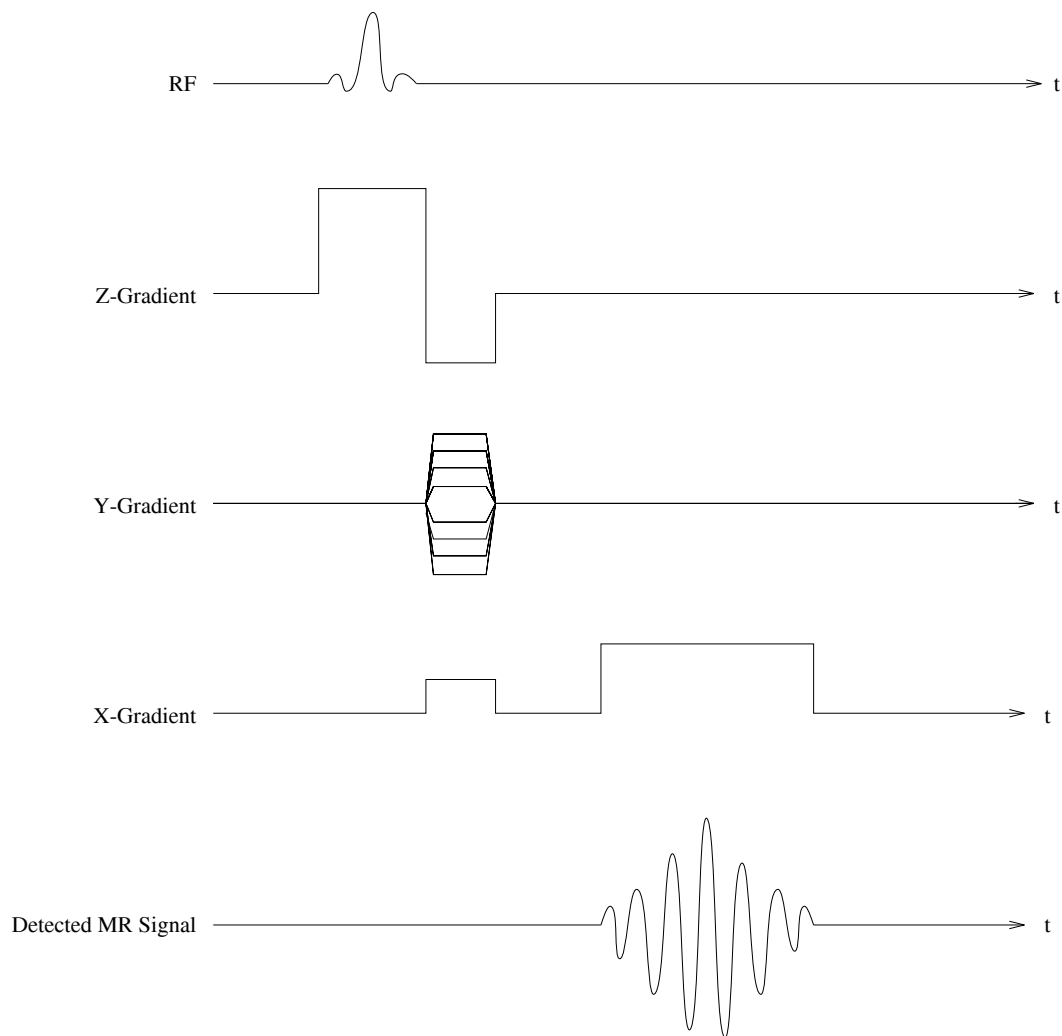 RF
t
Z-Gradient
t
Y-Gradient
t
X-Gradient
t
Detected MR Signal
t